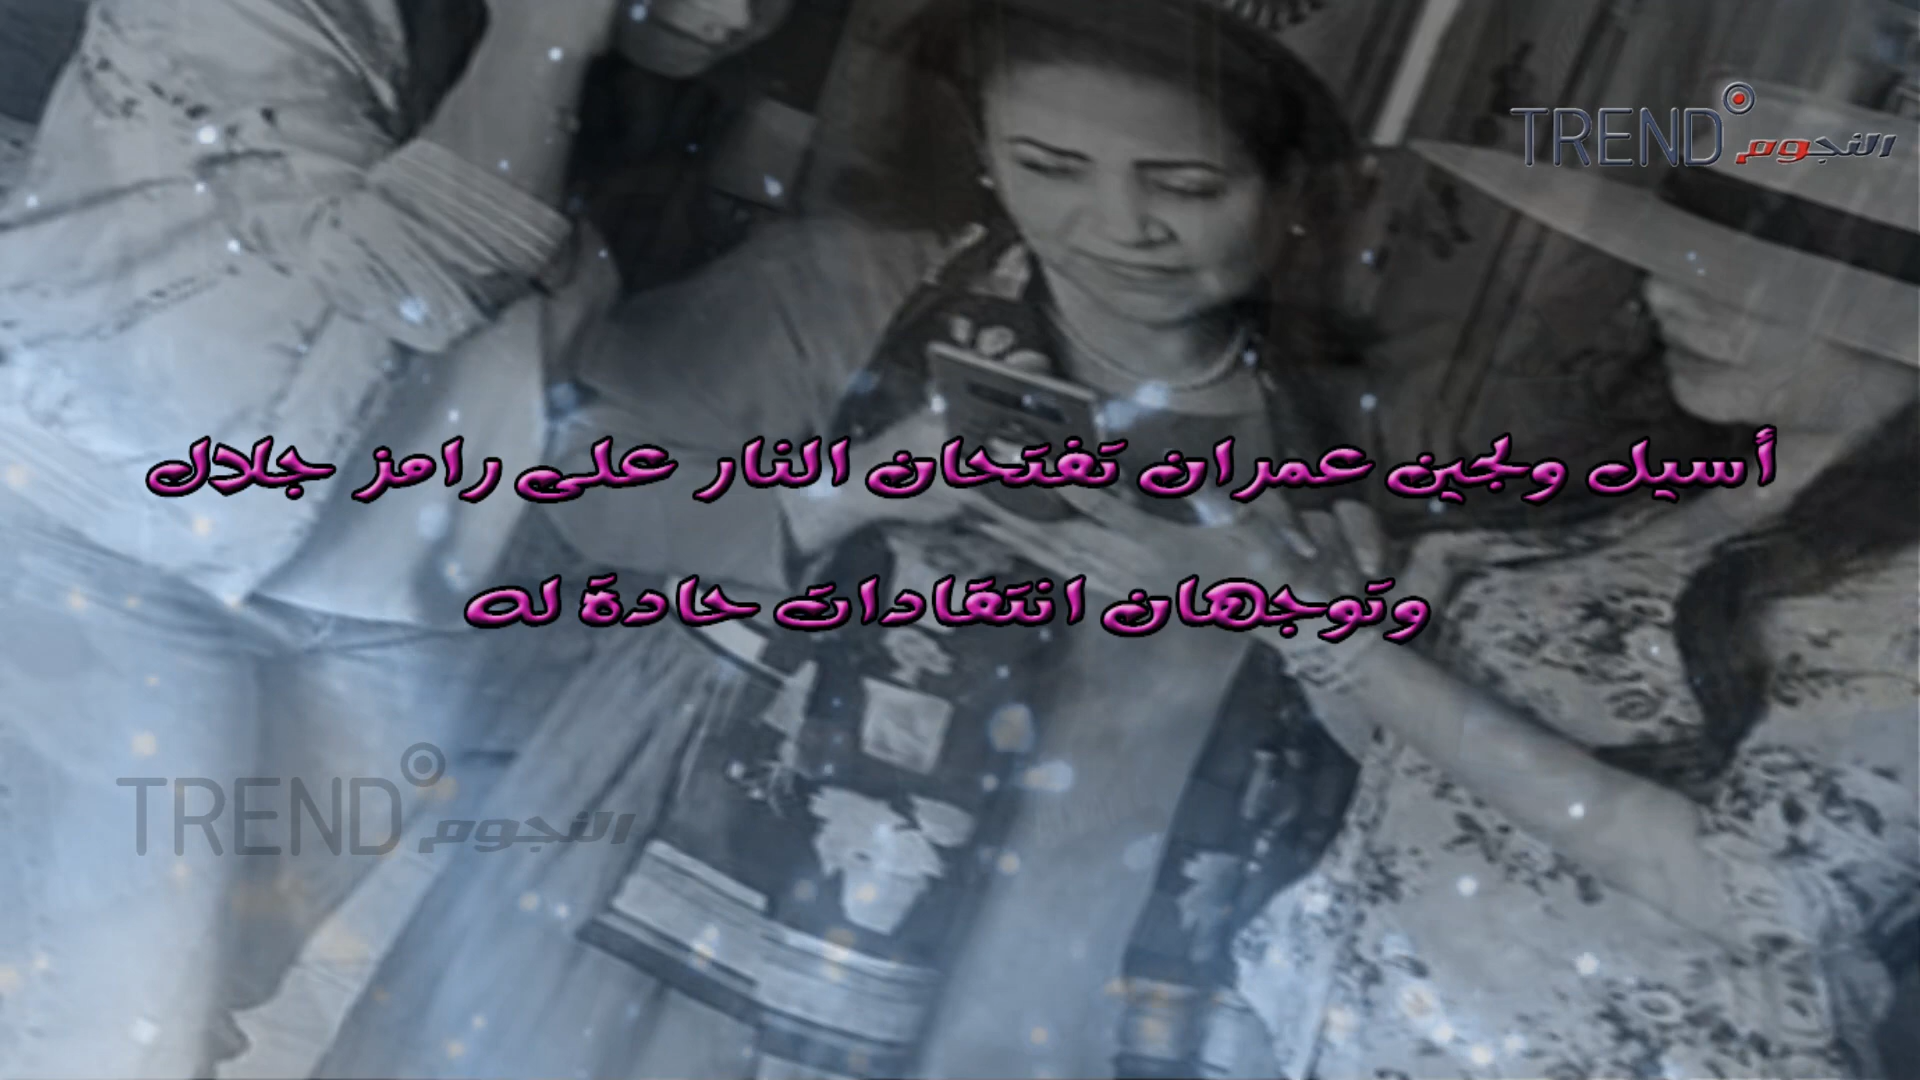 TREND النجوم
أسيل ولجين عمران تفتحان النار على رامز جلال
وتوجهان انتقادات حادة له
TREND النجوم